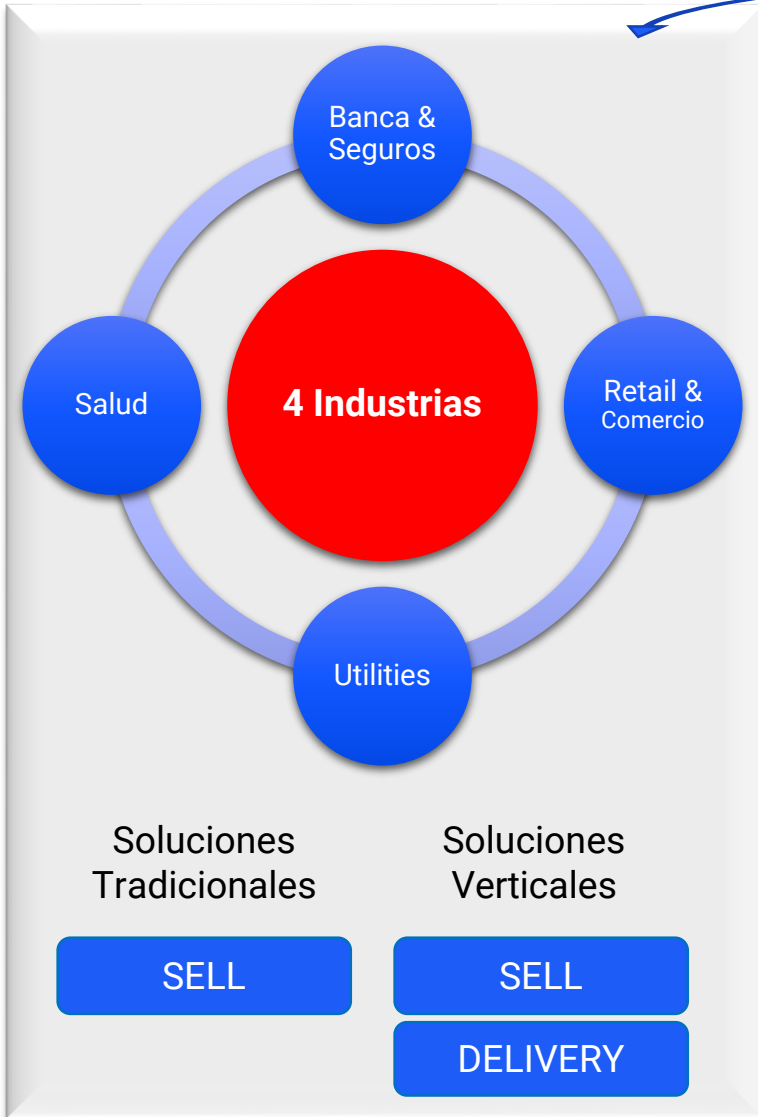 Banca &
Seguros
Salud
4 Industrias
Retail &
Comercio
Utilities
Soluciones
Tradicionales
Soluciones
Verticales
SELL
SELL
DELIVERY